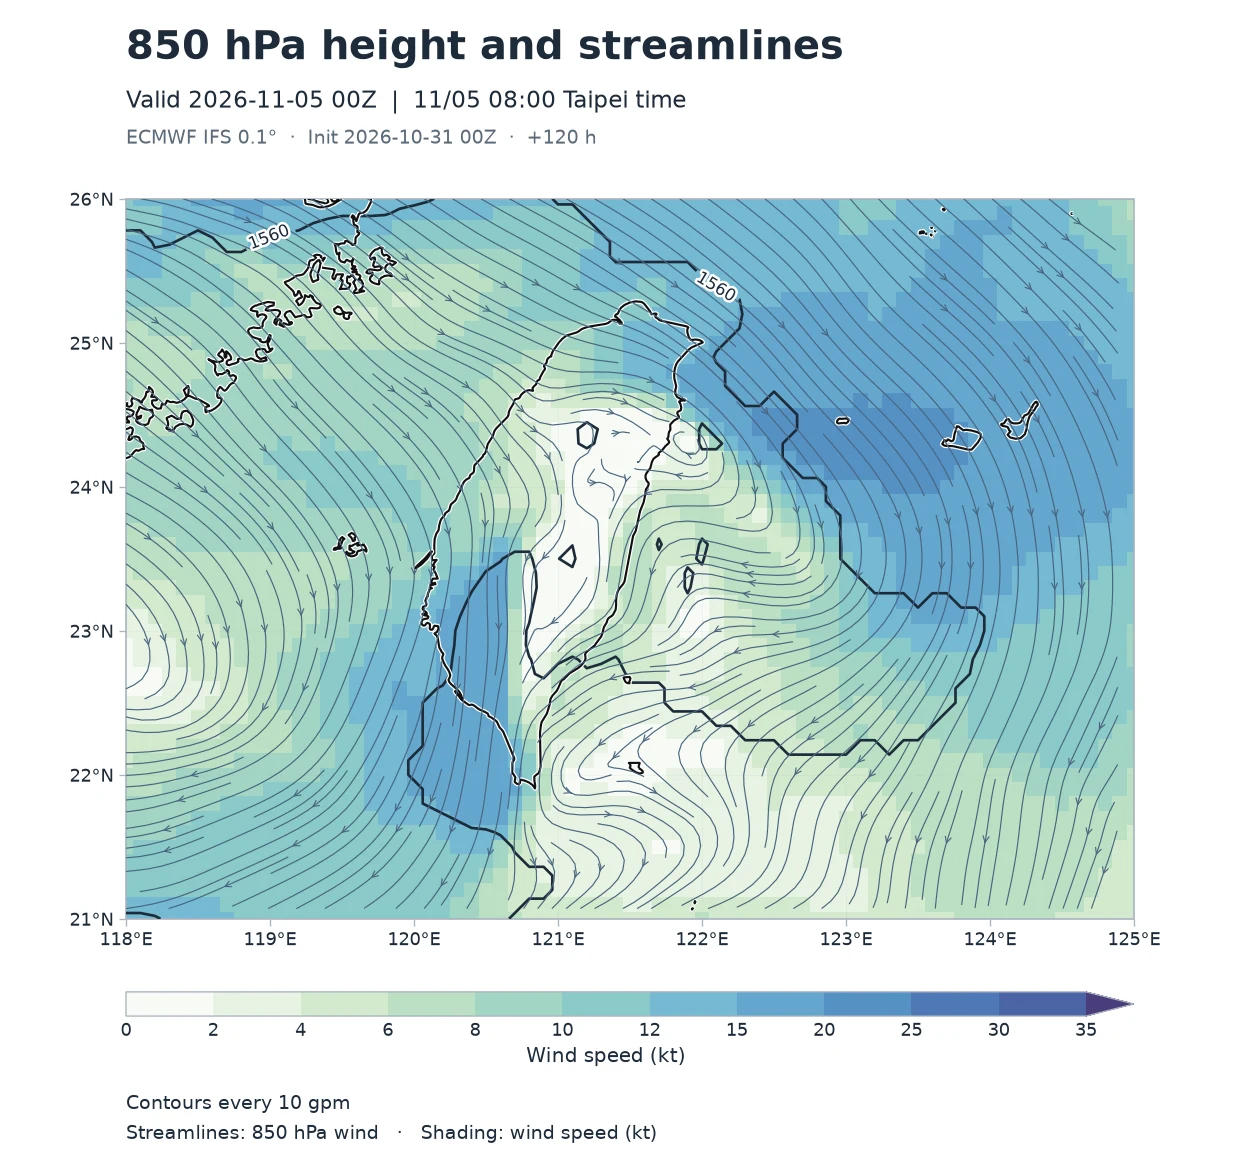 850 hPa height and streamlines
Valid 2026-11-05 00Z | 11/05 08:00 Taipei time
ECMWF IFS 0.1° · Init 2026-10-31 00Z · +120 h
26°N
1560
1560
25°N
24°N
23°N
22°N
21°N
118°E 119°E 120°E 121°E 122°E 123°E 124°E 125°E
0 2 4 6 8 10 12 15 20 25 30 35
Wind speed (kt)
Contours every 10 gpm
Streamlines: 850 hPa wind · Shading: wind speed (kt)